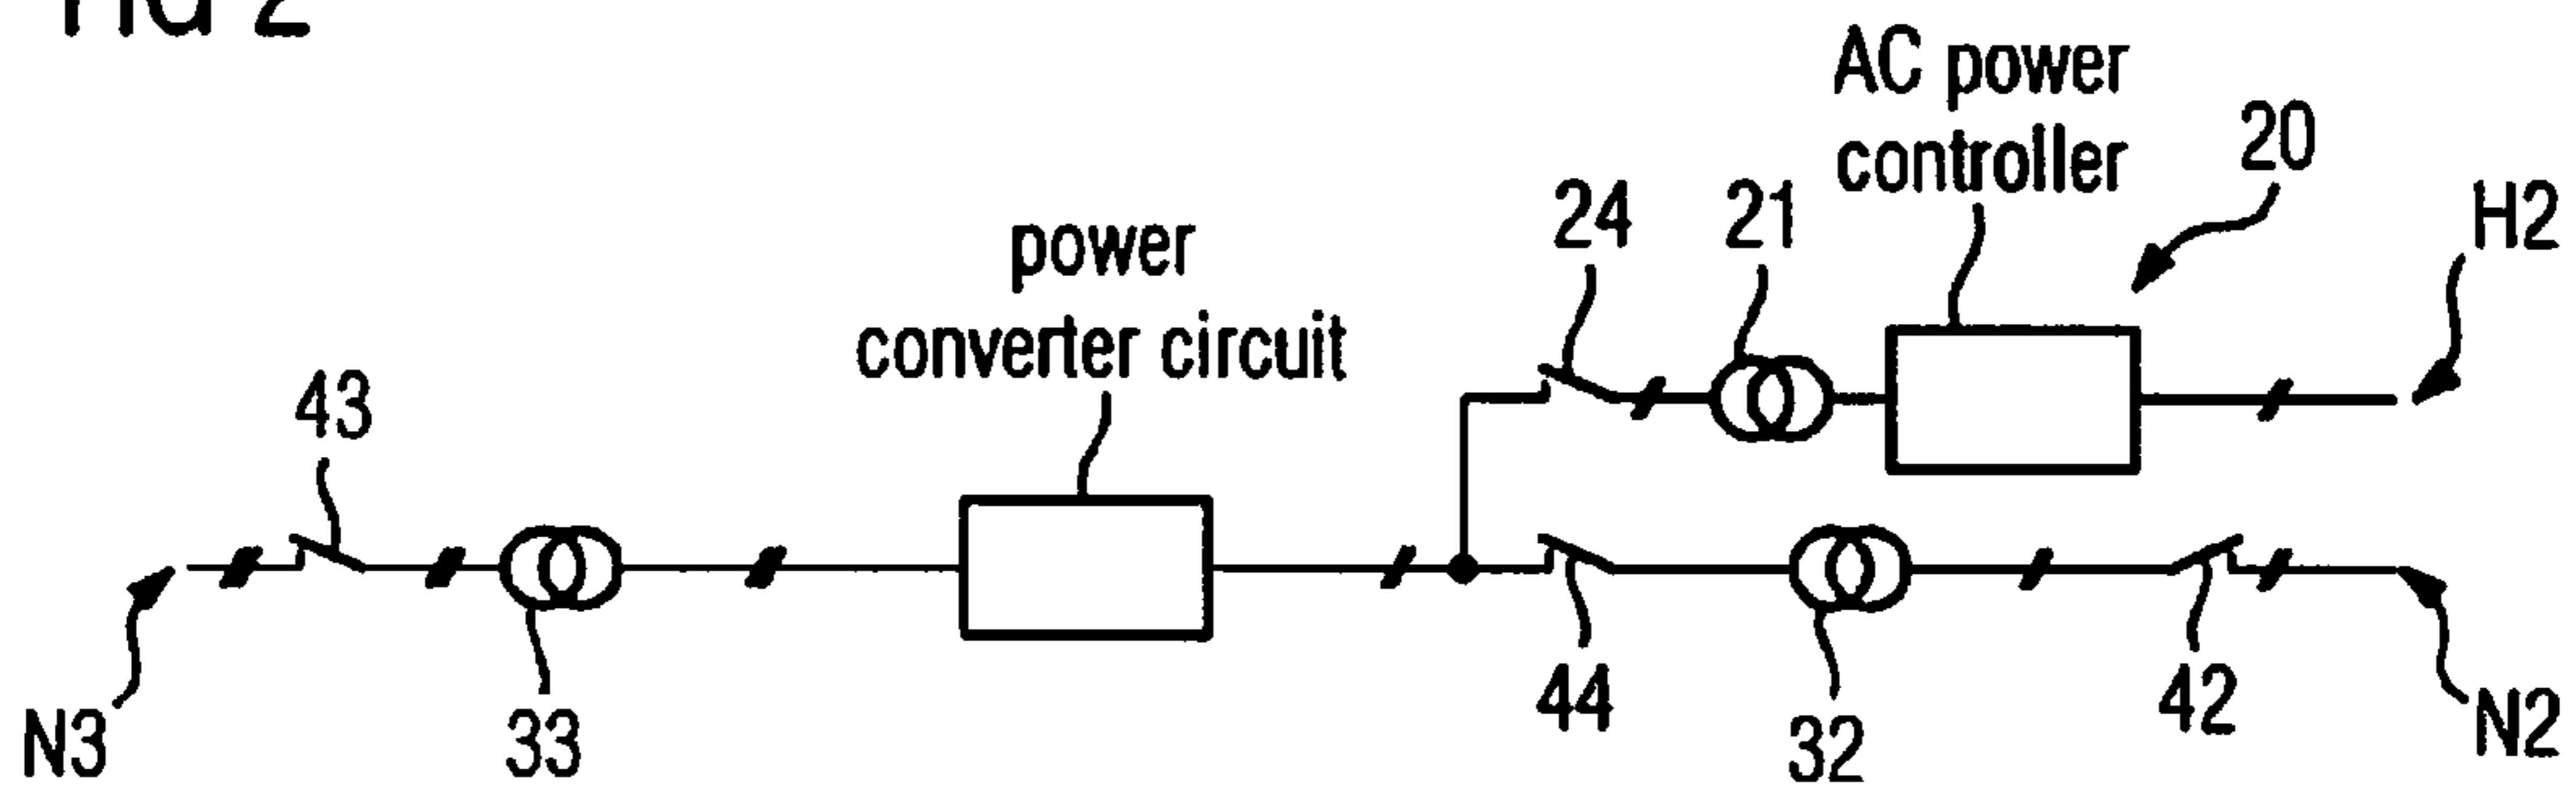 FIG 2
AC power
controller
20
H2
24
21
power
converter circuit
43
N3
33
44
32
42
N2